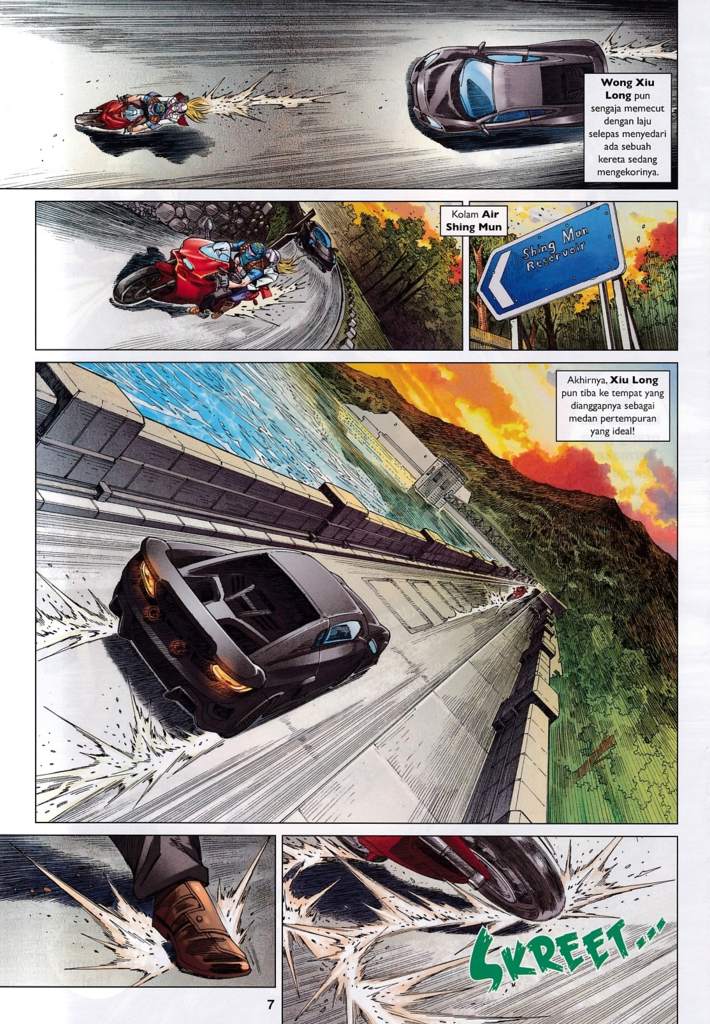 Wong Xiu
Long pun
sengaja memecut
dengan laju
selepas menyedari
ada sebuah
kereta sedang
mengekorinya.
Kolam Air
Shing Mun
Shing Mun
Reservoir
Akhirnya, Xiu Long
pun tiba ke tempat yang
dianggapnya sebagai
medan pertempuran
yang ideal!
SKREET...
7